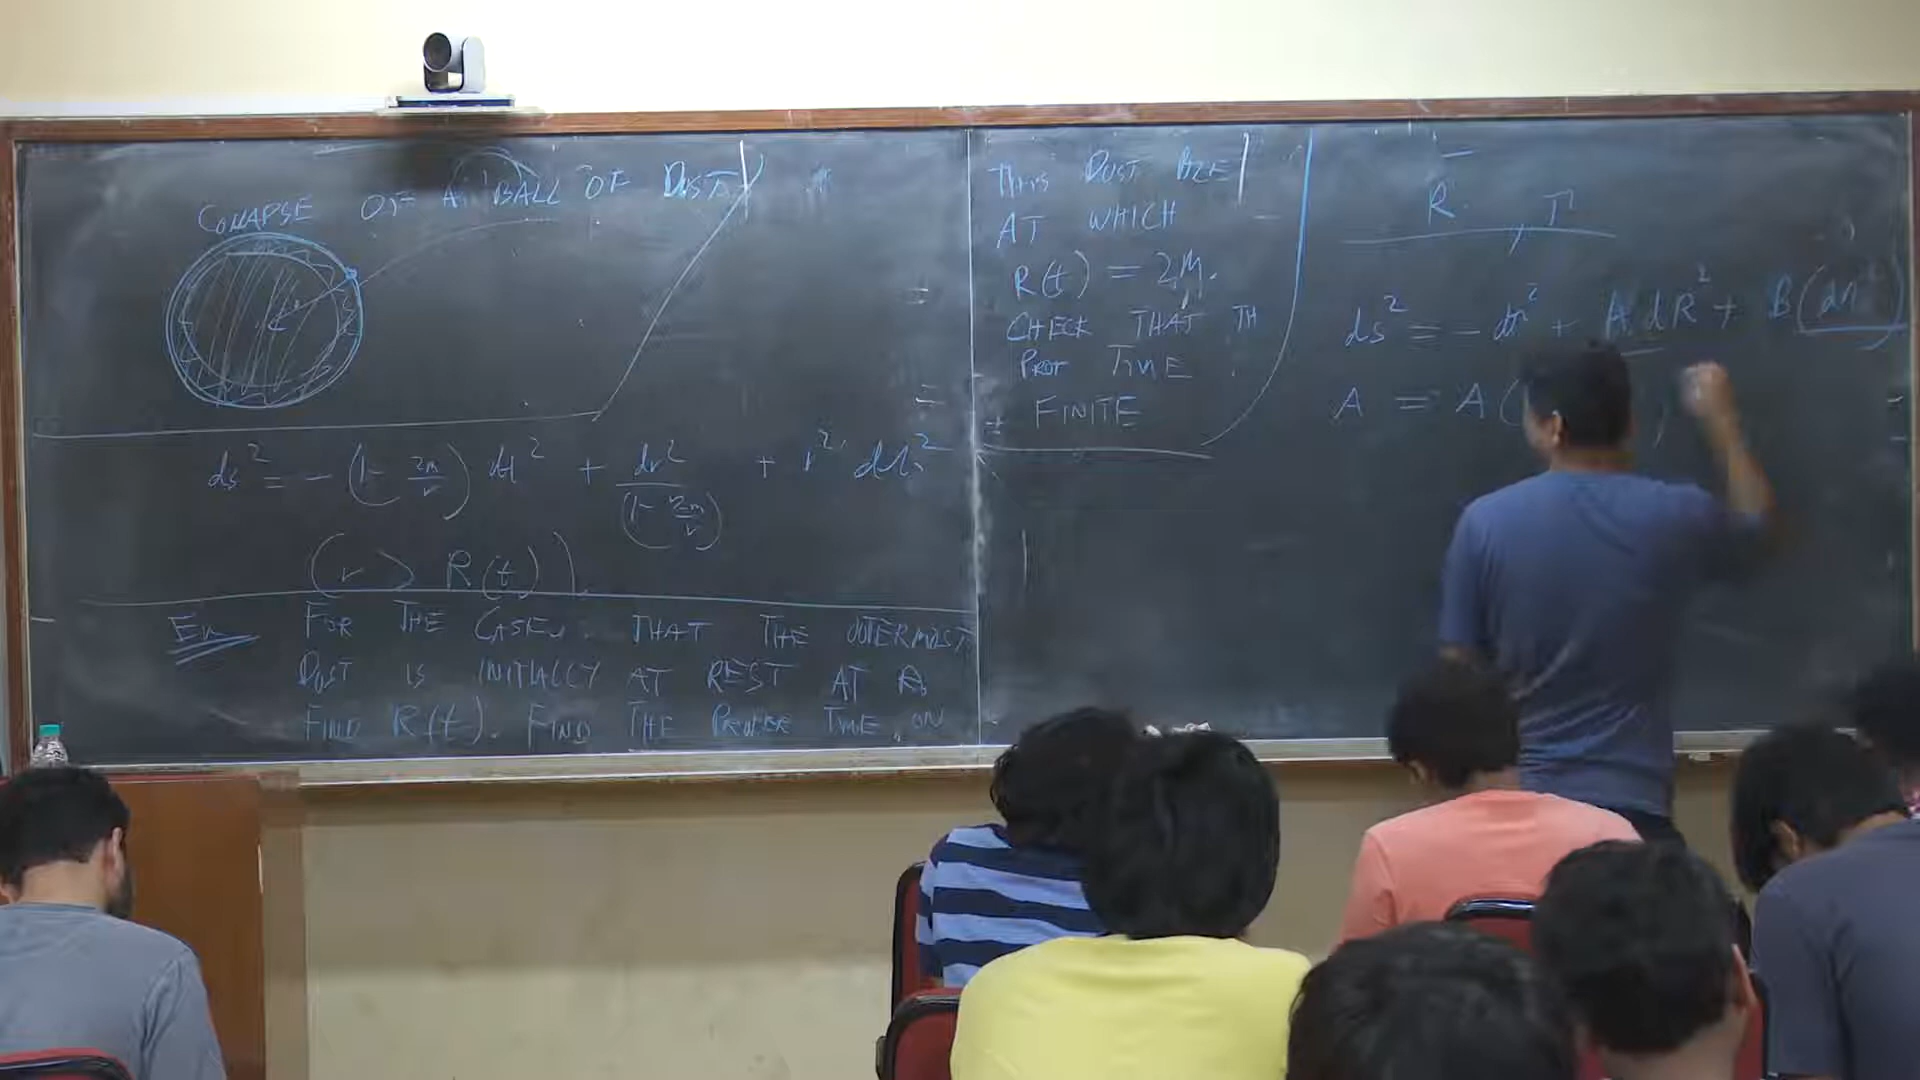 COLLAPSE OF A BALL OF DUST
ds² = - (1 - 2m/r) dt² + dr²/(1 - 2m/r) + r² dΩ²
(r > R(t))
Ex FOR THE CASE THAT THE OUTERMOST
DUST IS INITIALLY AT REST AT R₀
FIND R(t). FIND THE PROPER TIME ON
THIS DUST
AT WHICH
R(t) = 2M.
CHECK THAT TH
PROP TIME
FINITE
R , T
ds² = - dT² + A dR² + B(dΩ²)
A = A(